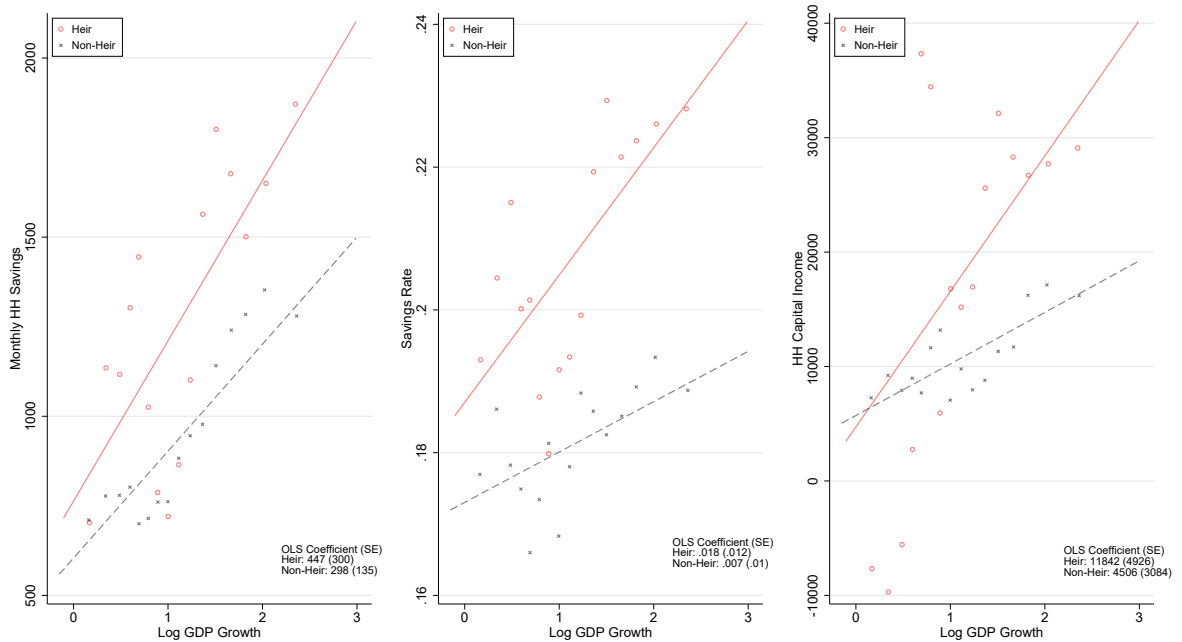 Heir
Non-Heir
Monthly HH Savings
2000
1500
1000
500
0
1
2
3
Log GDP Growth
OLS Coefficient (SE)
Heir: 447 (300)
Non-Heir: 298 (135)
Heir
Non-Heir
Savings Rate
.24
.22
.2
.18
.16
0
1
2
3
Log GDP Growth
OLS Coefficient (SE)
Heir: .018 (.012)
Non-Heir: .007 (.01)
Heir
Non-Heir
HH Capital Income
40000
30000
20000
10000
0
-10000
0
1
2
3
Log GDP Growth
OLS Coefficient (SE)
Heir: 11842 (4926)
Non-Heir: 4506 (3084)